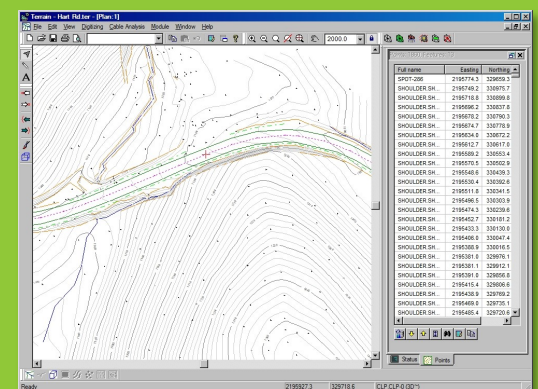 Terrain - Hart Rd.ter - [Plan: 1]
File Edit View Digitizing Cable Analysis Module Window Help
2000.0
Full name Easting Northing
SPOT-286 2195774.3 329659.3
SHOULDER.SH... 2195749.2 330975.7
SHOULDER.SH... 2195718.8 330899.8
SHOULDER.SH... 2195696.2 330837.8
SHOULDER.SH... 2195678.2 330790.3
SHOULDER.SH... 2195674.7 330778.9
SHOULDER.SH... 2195634.0 330672.2
SHOULDER.SH... 2195612.7 330617.0
SHOULDER.SH... 2195589.2 330553.4
SHOULDER.SH... 2195570.5 330502.9
SHOULDER.SH... 2195548.6 330439.3
SHOULDER.SH... 2195530.4 330392.6
SHOULDER.SH... 2195511.8 330341.5
SHOULDER.SH... 2195496.5 330303.9
SHOULDER.SH... 2195474.3 330239.6
SHOULDER.SH... 2195452.7 330181.2
SHOULDER.SH... 2195433.3 330130.0
SHOULDER.SH... 2195406.0 330047.4
SHOULDER.SH... 2195388.9 330016.5
SHOULDER.SH... 2195381.0 329976.1
SHOULDER.SH... 2195381.1 329912.1
SHOULDER.SH... 2195391.0 329856.8
SHOULDER.SH... 2195415.4 329806.6
SHOULDER.SH... 2195438.9 329769.2
SHOULDER.SH... 2195469.0 329735.1
SHOULDER.SH... 2195485.4 329720.6
Status Points
Ready 2195927.3 329718.6 CLP.CLP-0 (3D^)